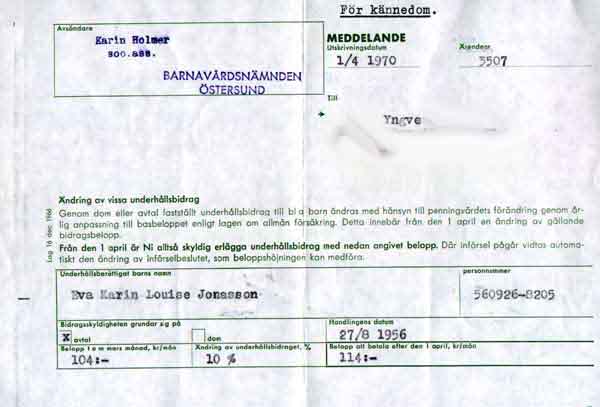 För kännedom.
Avsändare
Karin Holmer
soc.ass.
BARNAVÅRDSNÄMNDEN
ÖSTERSUND
MEDDELANDE
Utskrivningsdatum
Ärendenr
1/4 1970
3507
Till
Yngve
Lag 16 dec. 1966
Ändring av vissa underhållsbidrag
Genom dom eller avtal fastställt underhållsbidrag till bl a barn ändras med hänsyn till penningvärdets förändring genom år-
lig anpassning till basbeloppet enligt lagen om allmän försäkring. Detta innebär från den 1 april en ändring av gällande
bidragsbelopp.
Från den 1 april är Ni alltså skyldig erlägga underhållsbidrag med nedan angivet belopp. Där införsel pågår vidtas automa-
tiskt den ändring av införselbeslutet, som beloppshöjningen kan medföra.
Underhållsberättigat barns namn
personnummer
Eva Karin Louise Jonasson
560926-8205
Bidragsskyldigheten grundar sig på
Handlingens datum
X avtal
dom
27/8 1956
Belopp t o m mars månad, kr/mån
Ändring av underhållsbidraget, %
Belopp att betala efter den 1 april, kr/mån
104:-
10 %
114:-